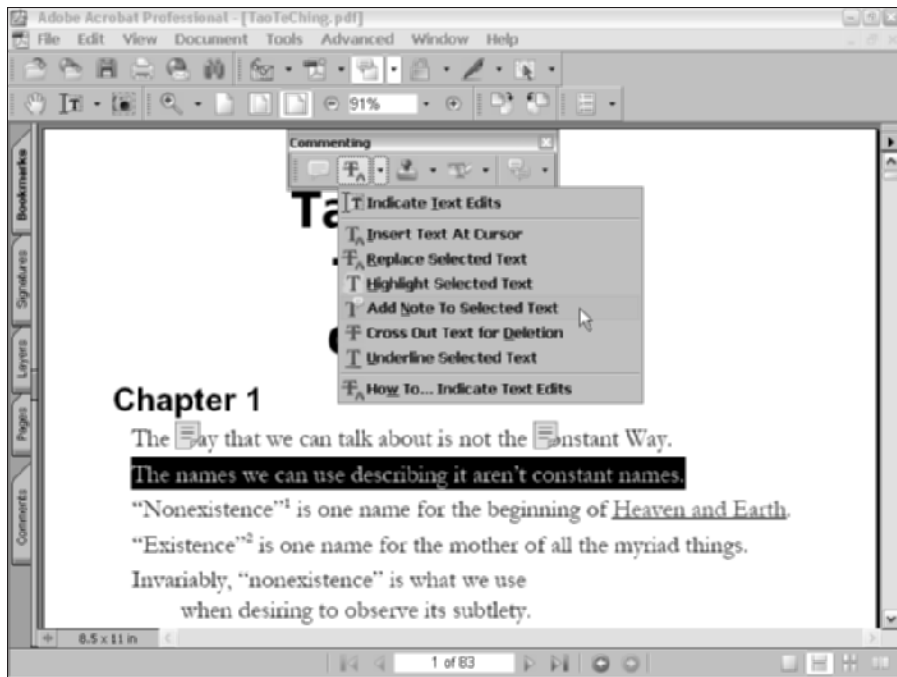 Adobe Acrobat Professional - [TaoTeChing.pdf]
File Edit View Document Tools Advanced Window Help
91%
Commenting
Ta
Indicate Text Edits
Insert Text At Cursor
Replace Selected Text
Highlight Selected Text
Add Note To Selected Text
Cross Out Text for Deletion
Underline Selected Text
How To... Indicate Text Edits
Bookmarks
Signatures
Layers
Pages
Comments
Chapter 1
The ay that we can talk about is not the onstant Way.
The names we can use describing it aren't constant names.
“Nonexistence”1 is one name for the beginning of Heaven and Earth.
“Existence”2 is one name for the mother of all the myriad things.
Invariably, “nonexistence” is what we use
when desiring to observe its subtlety.
8.5 x 11 in
1 of 83